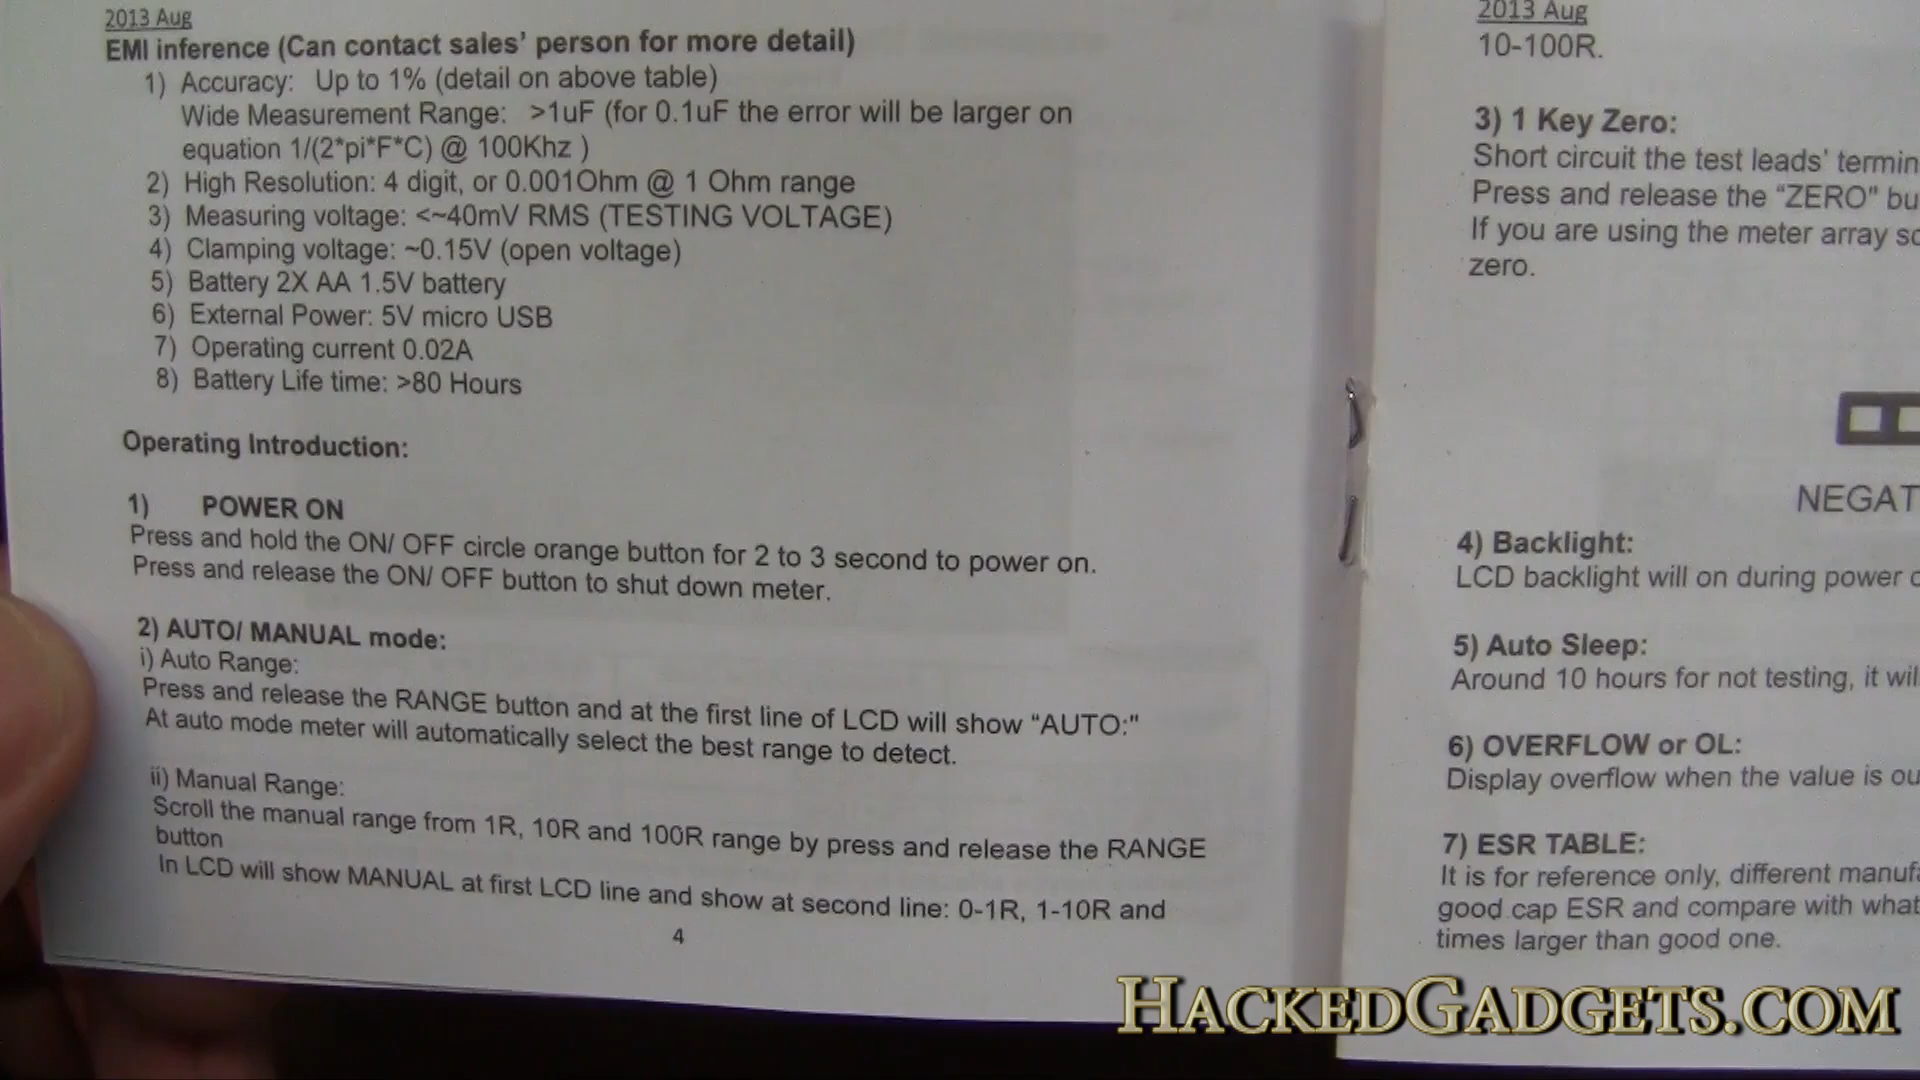 2013 Aug
EMI inference (Can contact sales' person for more detail)
1) Accuracy: Up to 1% (detail on above table)
Wide Measurement Range: >1uF (for 0.1uF the error will be larger on
equation 1/(2*pi*F*C) @ 100Khz )
2) High Resolution: 4 digit, or 0.001Ohm @ 1 Ohm range
3) Measuring voltage: <~40mV RMS (TESTING VOLTAGE)
4) Clamping voltage: ~0.15V (open voltage)
5) Battery 2X AA 1.5V battery
6) External Power: 5V micro USB
7) Operating current 0.02A
8) Battery Life time: >80 Hours
Operating Introduction:
1) POWER ON
Press and hold the ON/ OFF circle orange button for 2 to 3 second to power on.
Press and release the ON/ OFF button to shut down meter.
2) AUTO/ MANUAL mode:
i) Auto Range:
Press and release the RANGE button and at the first line of LCD will show “AUTO:”
At auto mode meter will automatically select the best range to detect.
ii) Manual Range:
Scroll the manual range from 1R, 10R and 100R range by press and release the RANGE
button
In LCD will show MANUAL at first LCD line and show at second line: 0-1R, 1-10R and
4
2013 Aug
10-100R.
3) 1 Key Zero:
Short circuit the test leads' termin
Press and release the “ZERO” bu
If you are using the meter array sc
zero.
NEGAT
4) Backlight:
LCD backlight will on during power
5) Auto Sleep:
Around 10 hours for not testing, it wil
6) OVERFLOW or OL:
Display overflow when the value is ou
7) ESR TABLE:
It is for reference only, different manufa
good cap ESR and compare with what
times larger than good one.
HACKEDGADGETS.COM